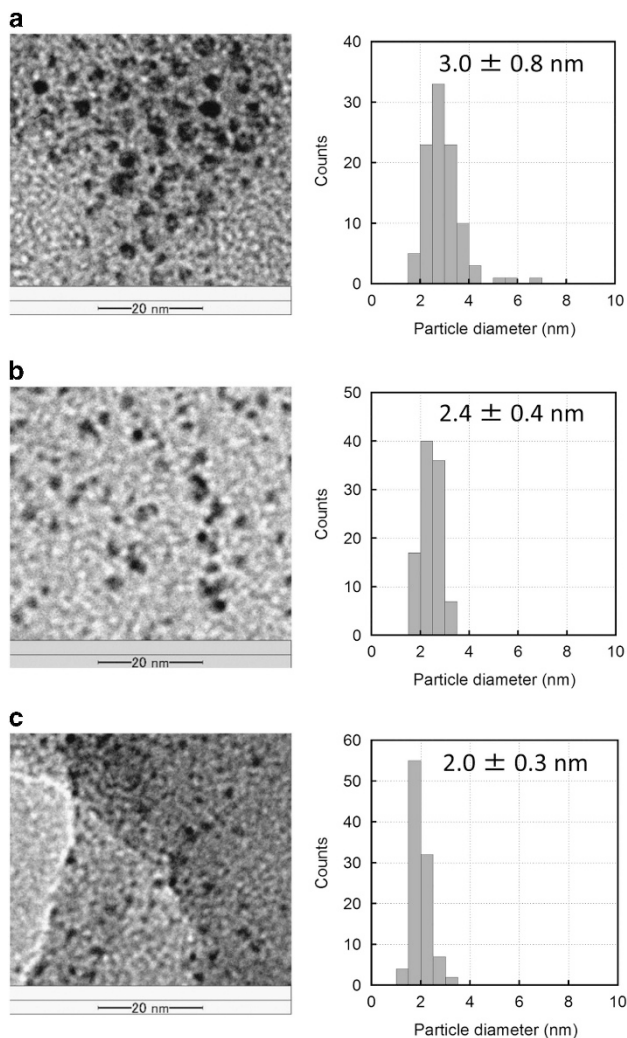 a
20 nm
3.0 ± 0.8 nm
40
30
20
10
0
Counts
0 2 4 6 8 10
Particle diameter (nm)
b
20 nm
2.4 ± 0.4 nm
50
40
30
20
10
0
Counts
0 2 4 6 8 10
Particle diameter (nm)
c
20 nm
2.0 ± 0.3 nm
60
50
40
30
20
10
0
Counts
0 2 4 6 8 10
Particle diameter (nm)